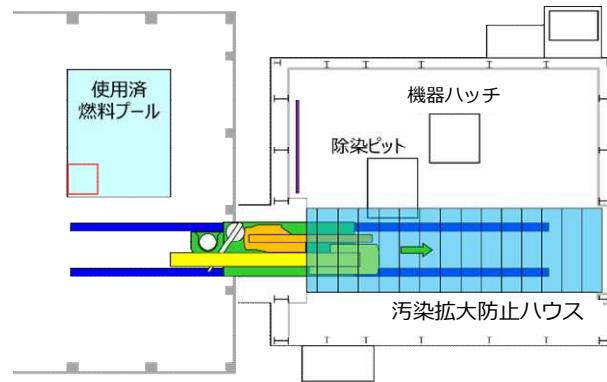 使用済
燃料プール
機器ハッチ
除染ピット
汚染拡大防止ハウス